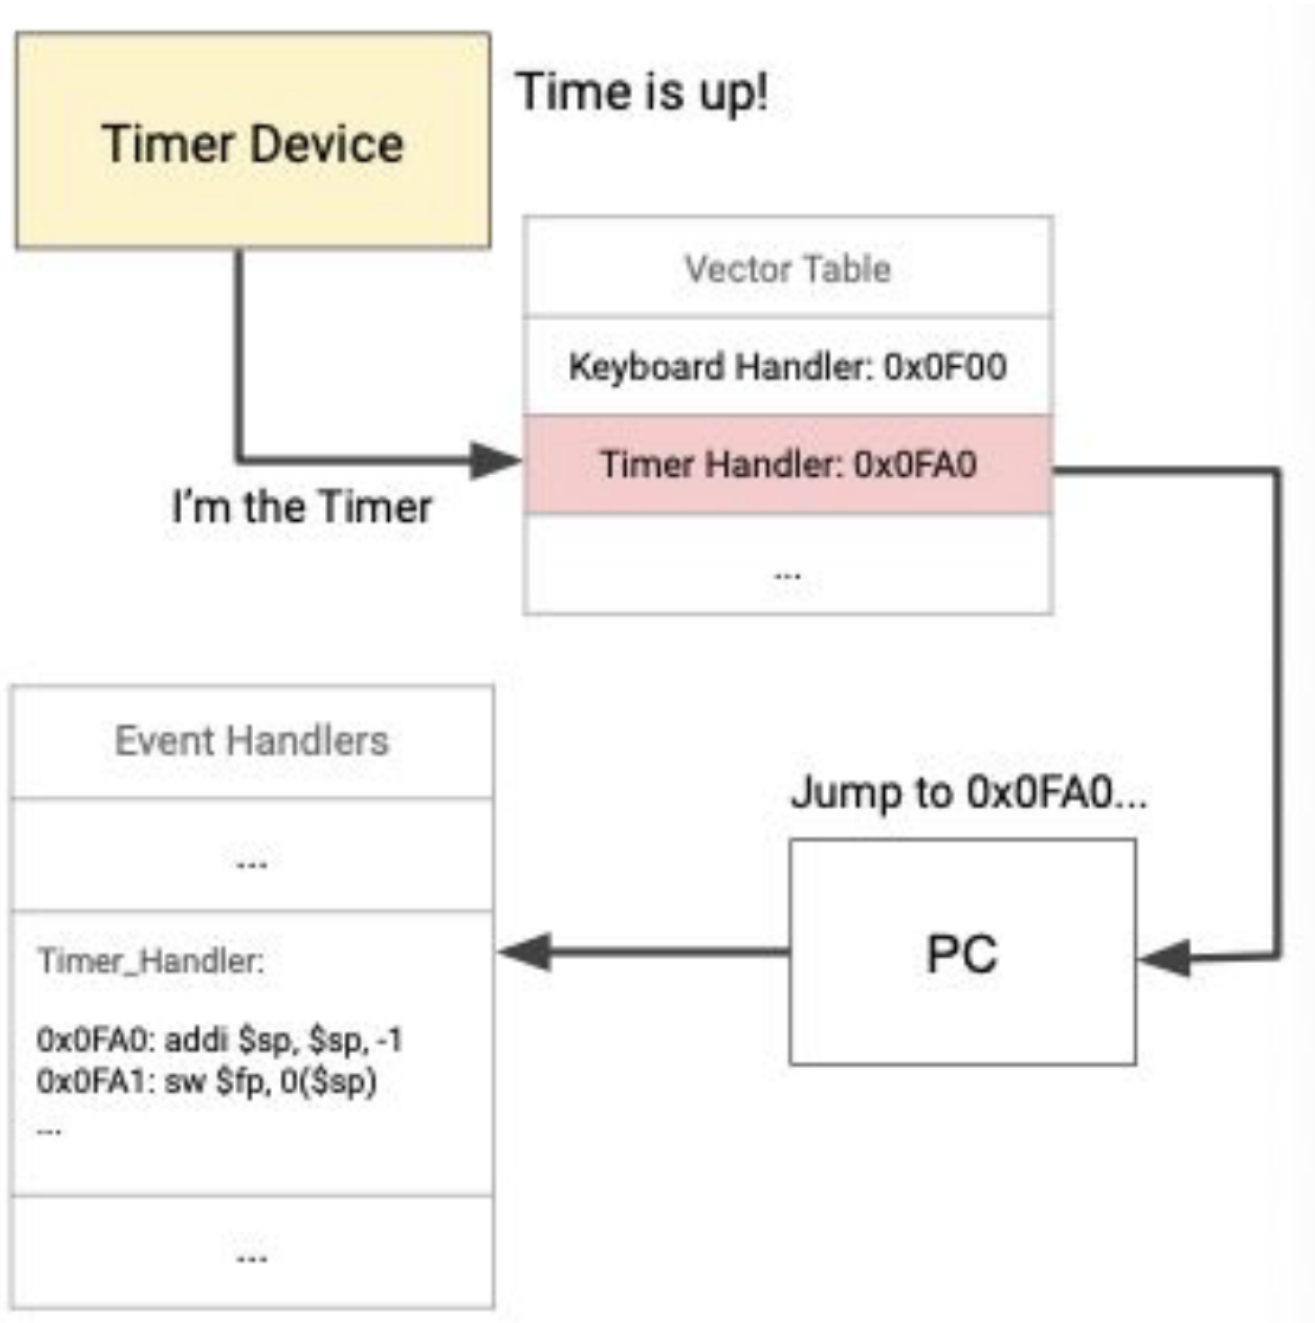 Timer Device
Time is up!
Vector Table
Keyboard Handler: 0x0F00
Timer Handler: 0x0FA0
...
I'm the Timer
Event Handlers
...
Timer_Handler:
0x0FA0: addi $sp, $sp, -1
0x0FA1: sw $fp, 0($sp)
...
...
Jump to 0x0FA0...
PC